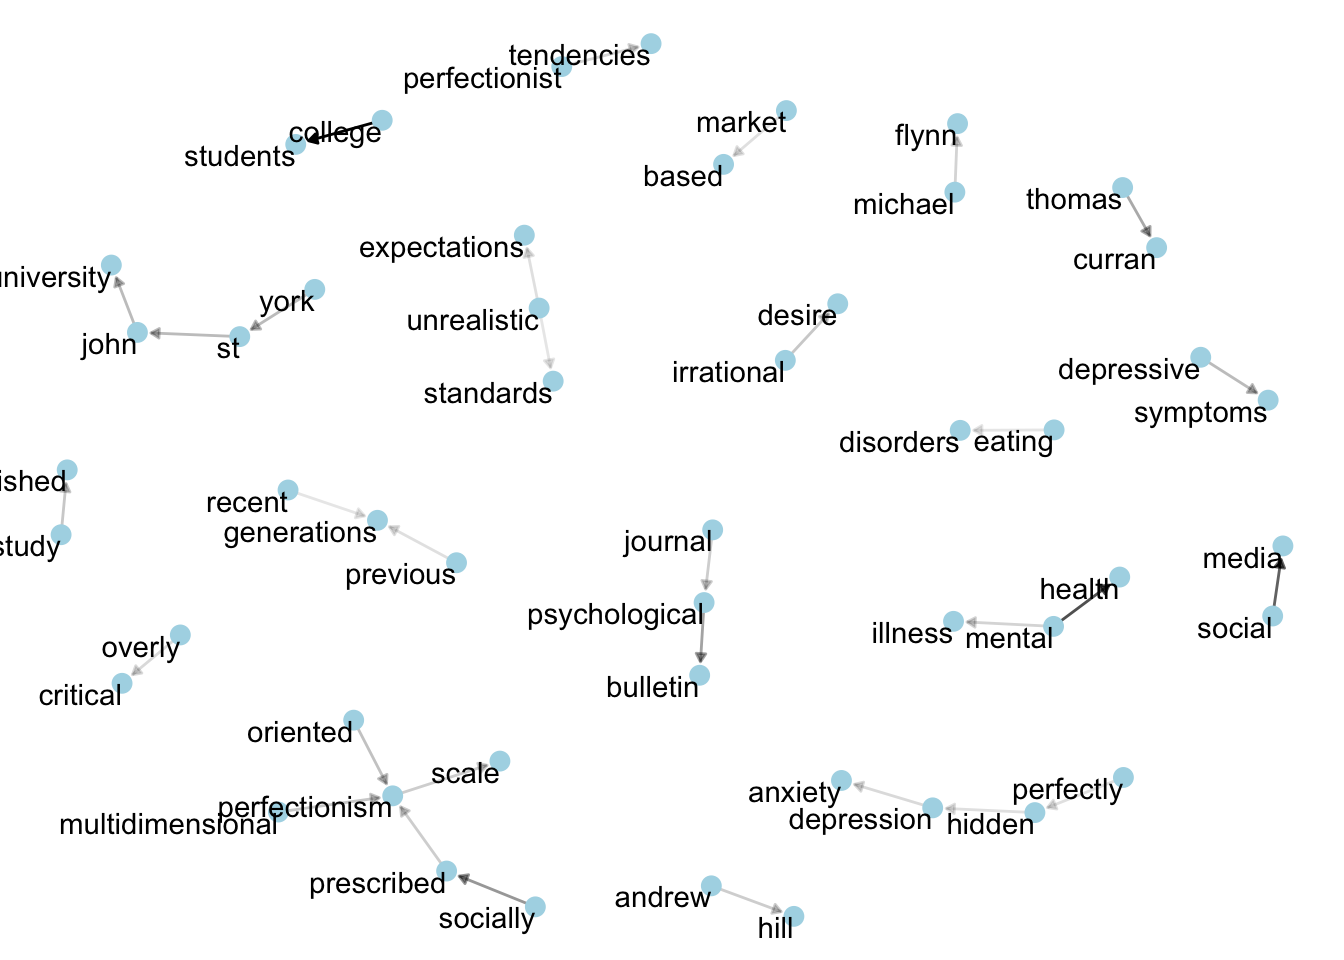 tendencies
perfectionist
market
college
flynn
students
based
thomas
michael
expectations
curran
university
york
desire
unrealistic
john
st
depressive
irrational
standards
symptoms
disorders
eating
ished
recent
generations
journal
study
media
previous
health
psychological
social
illness
mental
overly
bulletin
critical
oriented
scale
perfectly
anxiety
perfectionism
depression
hidden
multidimensional
prescribed
andrew
socially
hill